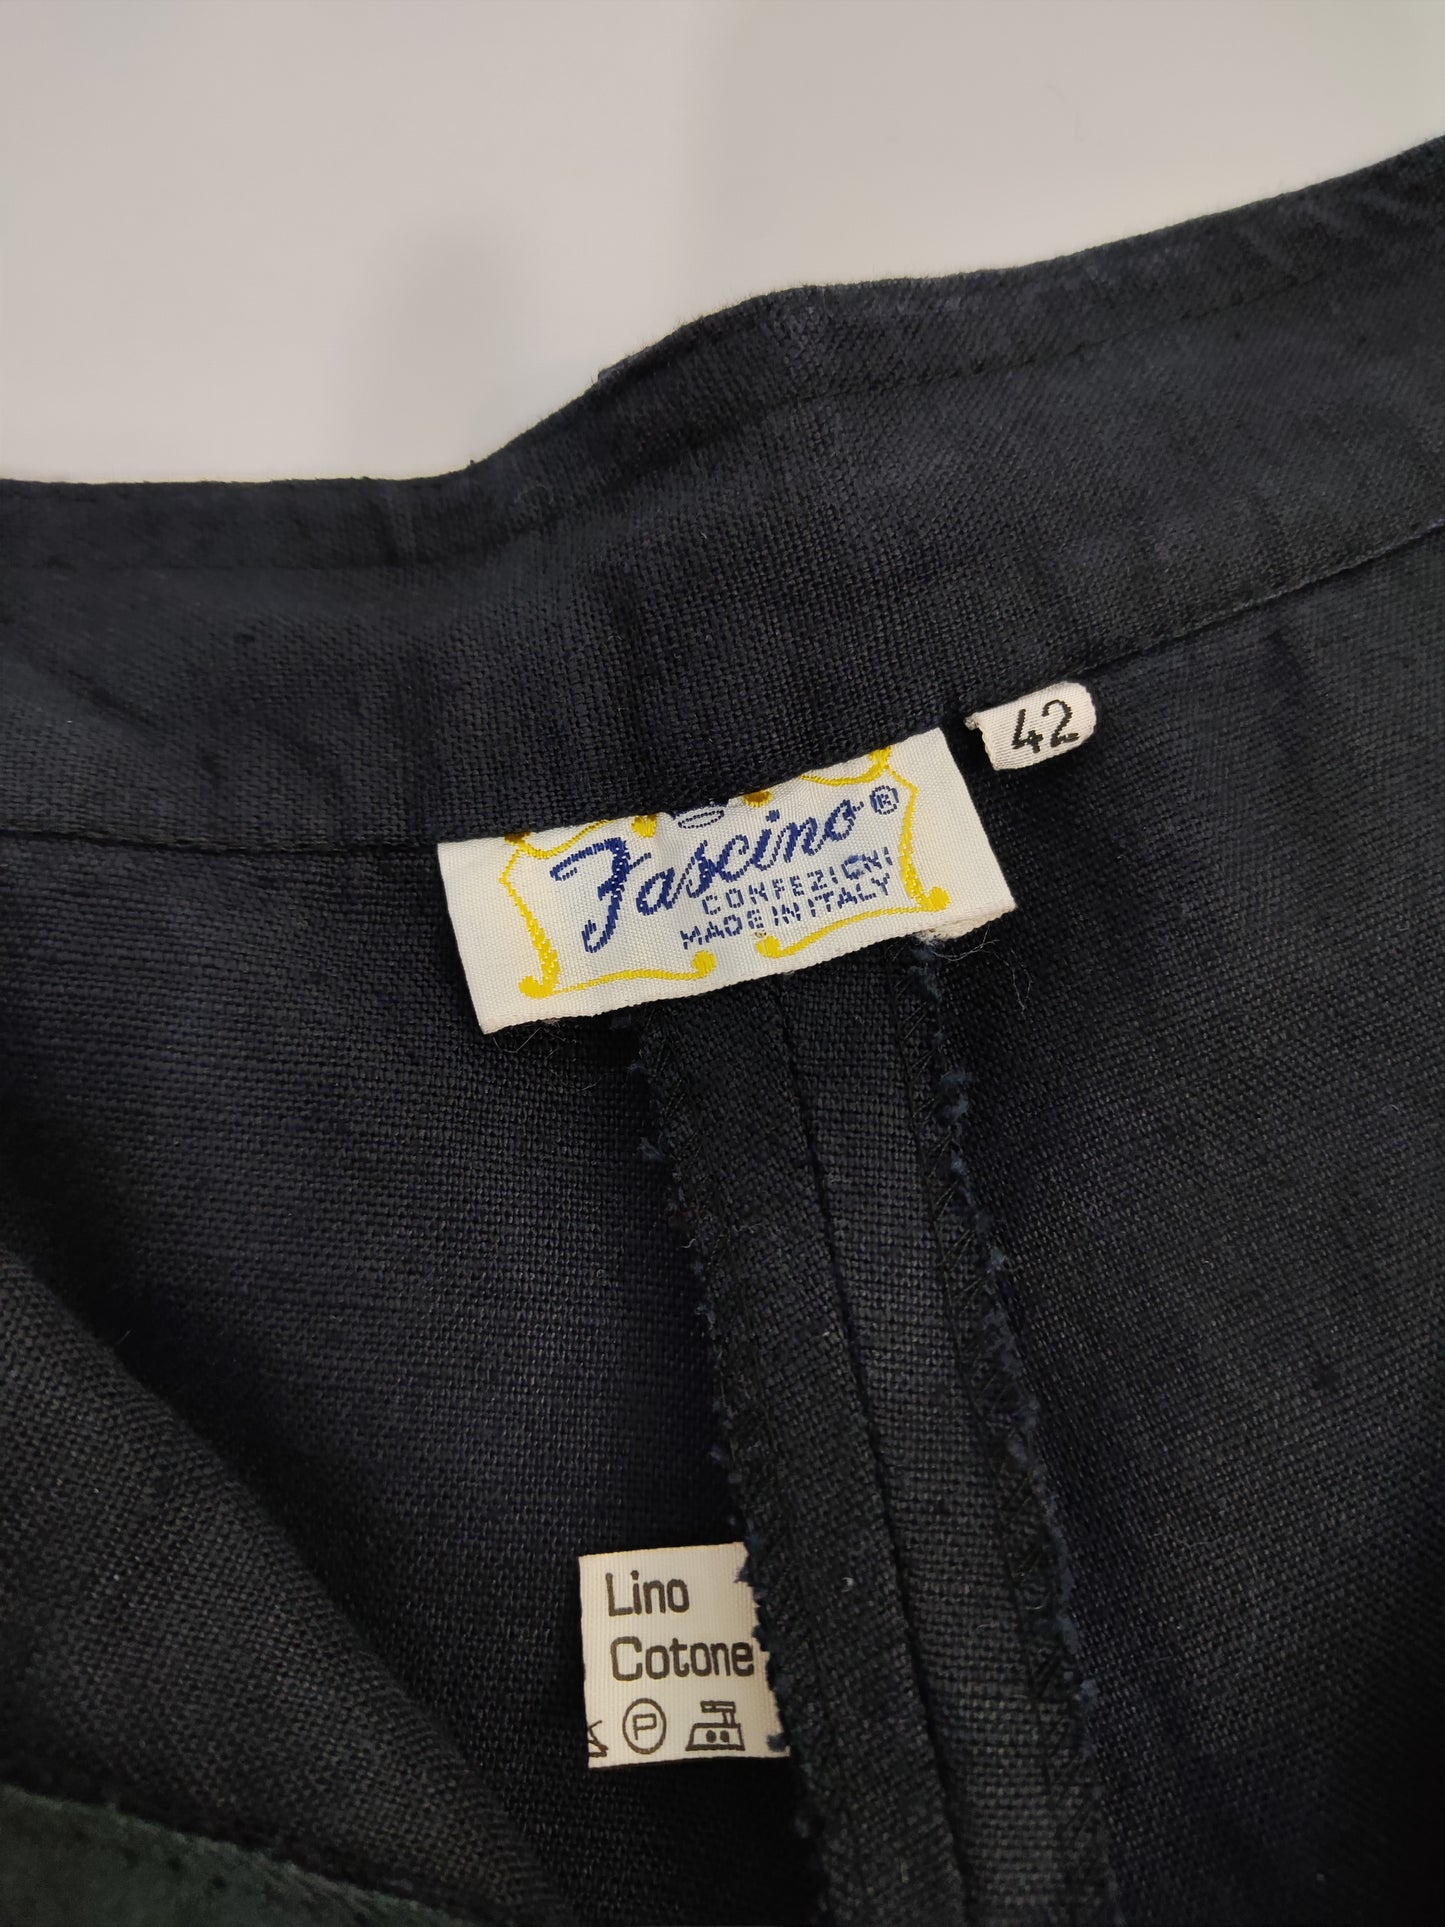 42
Fascino®
CONFEZIONI
MADE IN ITALY
Lino
Cotone
P